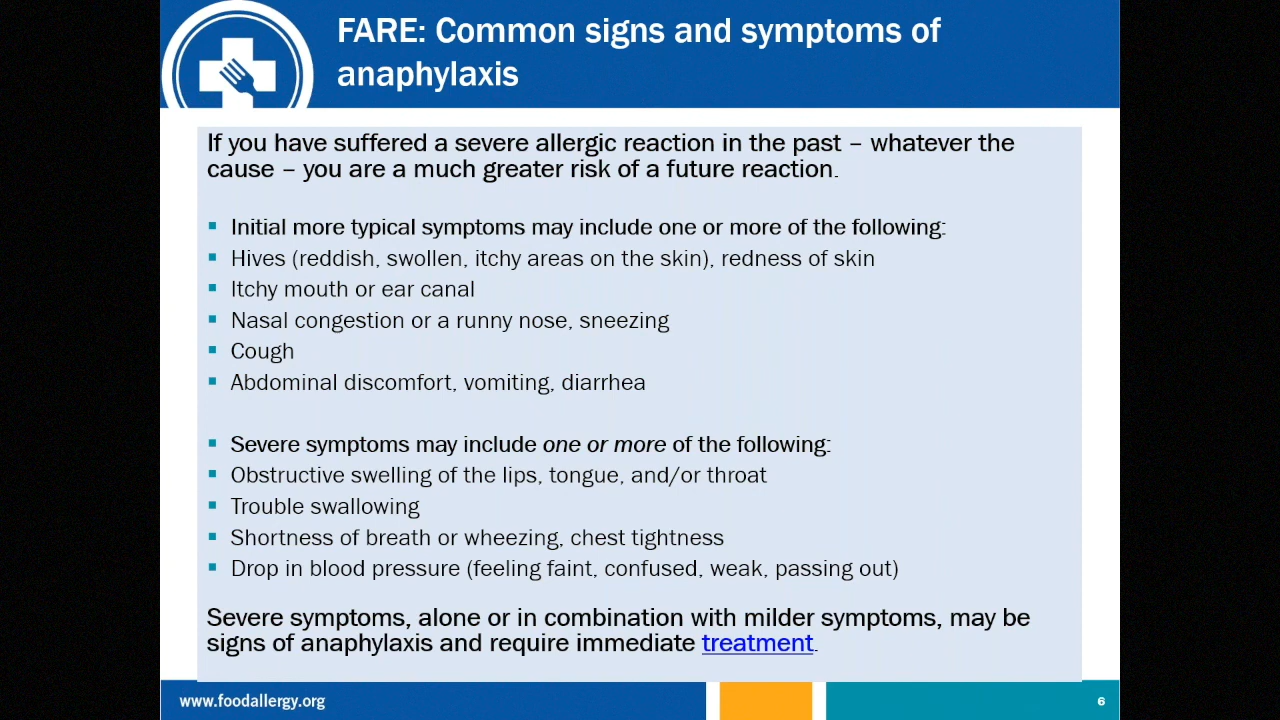 FARE: Common signs and symptoms of
anaphylaxis
If you have suffered a severe allergic reaction in the past – whatever the
cause – you are a much greater risk of a future reaction.
Initial more typical symptoms may include one or more of the following:
Hives (reddish, swollen, itchy areas on the skin), redness of skin
Itchy mouth or ear canal
Nasal congestion or a runny nose, sneezing
Cough
Abdominal discomfort, vomiting, diarrhea
Severe symptoms may include one or more of the following:
Obstructive swelling of the lips, tongue, and/or throat
Trouble swallowing
Shortness of breath or wheezing, chest tightness
Drop in blood pressure (feeling faint, confused, weak, passing out)
Severe symptoms, alone or in combination with milder symptoms, may be
signs of anaphylaxis and require immediate treatment.
www.foodallergy.org
6